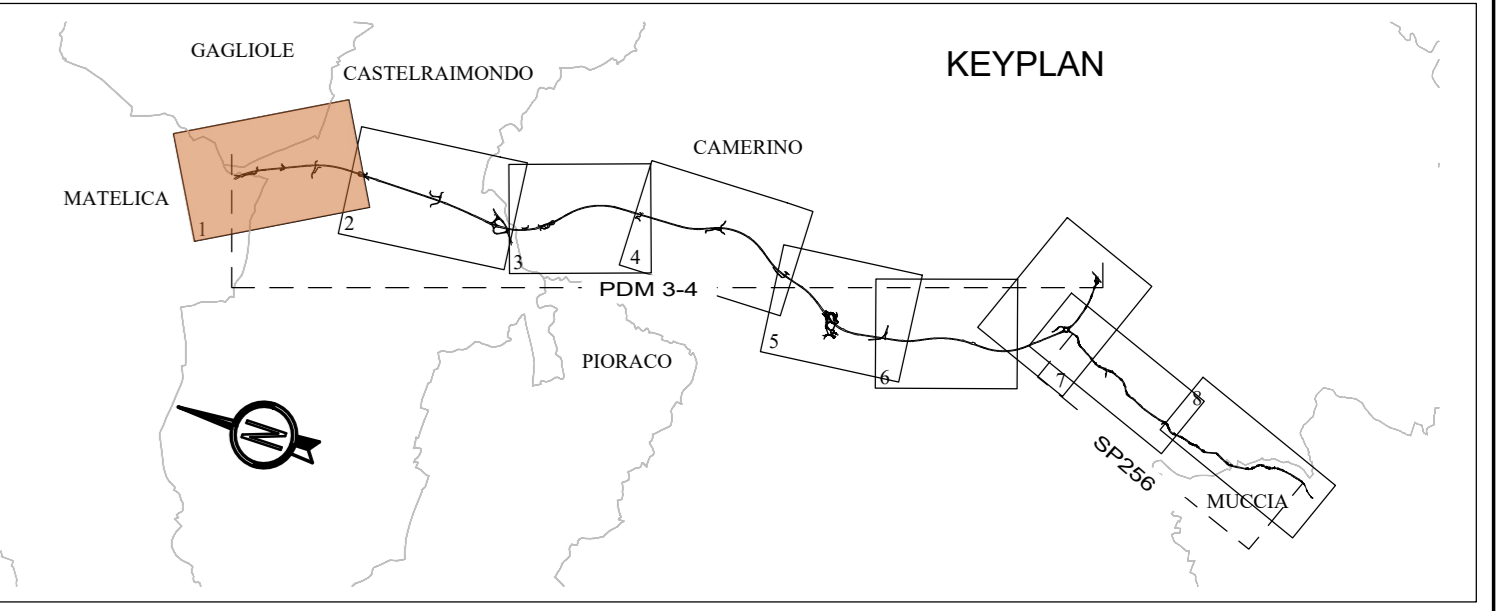 GAGLIOLE
KEYPLAN
CASTELRAIMONDO
CAMERINO
MATELICA
1
2
3
4
PDM 3-4
5
PIORACO
6
7
8
N
SP256
MUCCIA